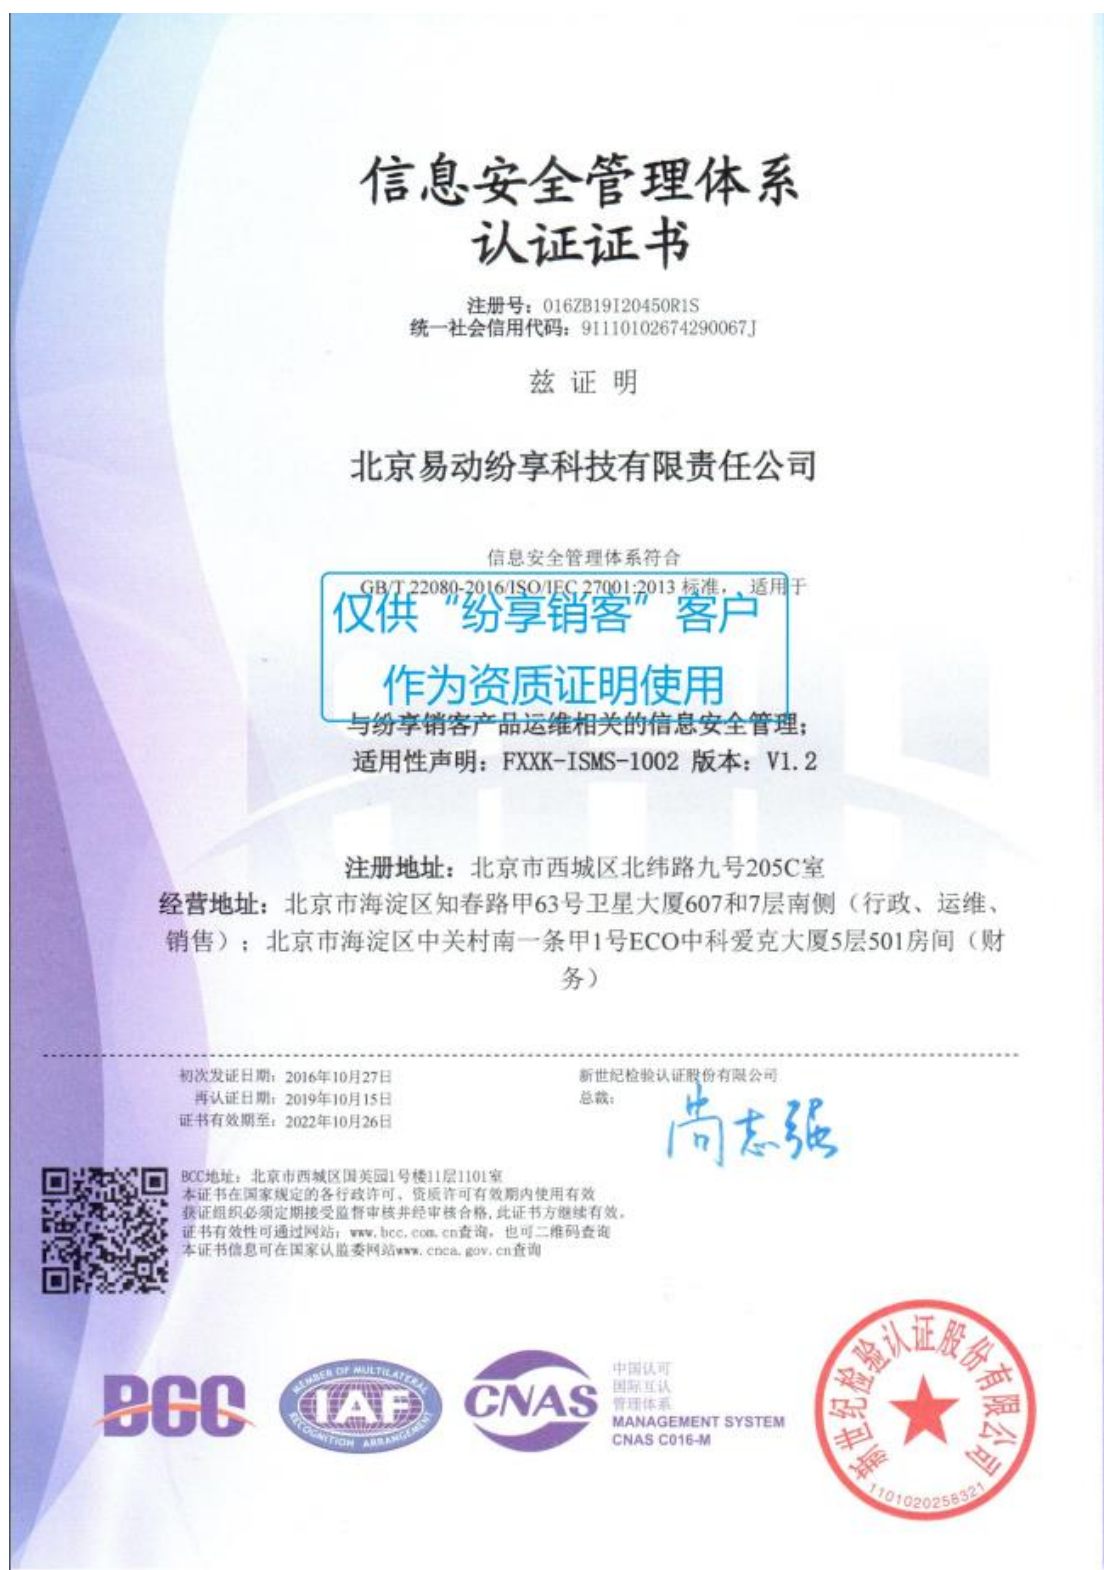 信息安全管理体系
认证证书
注册号：016ZB19I20450R1S
统一社会信用代码：91110102674290067J
兹 证 明
北京易动纷享科技有限责任公司
信息安全管理体系符合
GB/T 22080-2016/ISO/IEC 27001:2013 标准， 适用于
仅供“纷享销客”客户
作为资质证明使用
与纷享销客产品运维相关的信息安全管理；
适用性声明：FXXK-ISMS-1002 版本：V1.2
注册地址：北京市西城区北纬路九号205C室
经营地址：北京市海淀区知春路甲63号卫星大厦607和7层南侧（行政、运维、
销售）；北京市海淀区中关村南一条甲1号ECO中科爱克大厦5层501房间（财
务）
初次发证日期：2016年10月27日
再认证日期：2019年10月15日
证书有效期至：2022年10月26日
新世纪检验认证股份有限公司
总裁：
尚志强
BCC地址：北京市西城区国英园1号楼11层1101室
本证书在国家规定的各行政许可、资质许可有效期内使用有效
获证组织必须定期接受监督审核并经审核合格，此证书方继续有效。
证书有效性可通过网站：www.bcc.com.cn查询，也可二维码查询
本证书信息可在国家认监委网站www.cnca.gov.cn查询
BCC
MEMBER OF MULTILATERAL
IAF
RECOGNITION ARRANGEMENT
CNAS
中国认可
国际互认
管理体系
MANAGEMENT SYSTEM
CNAS C016-M
新世纪检验认证股份有限公司
1101020258321